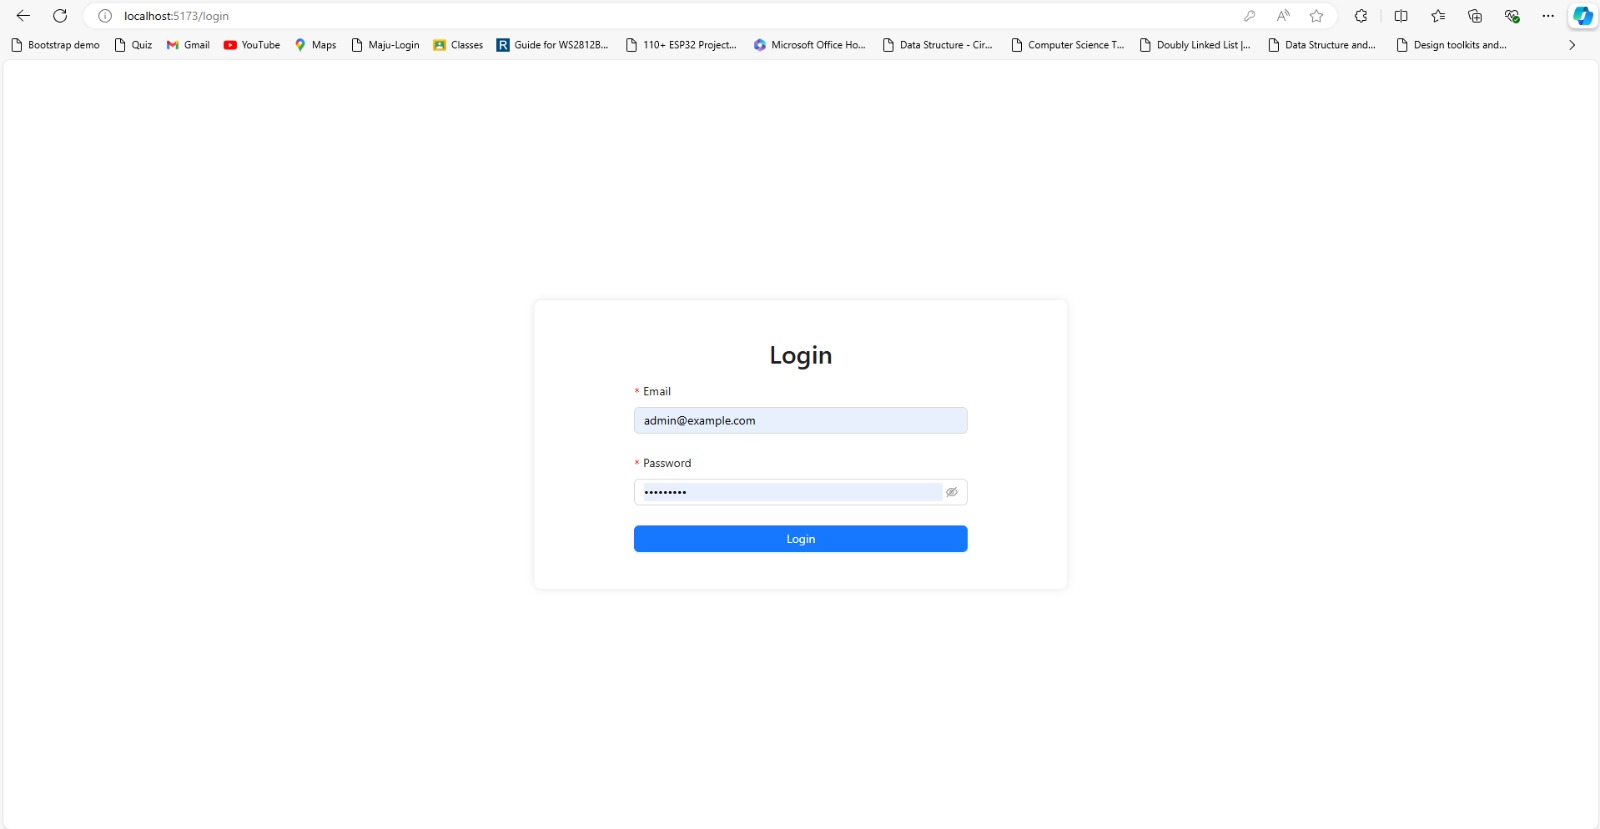 localhost:5173/login
Bootstrap demo Quiz Gmail YouTube Maps Maju-Login Classes R Guide for WS2812B... 110+ ESP32 Project... Microsoft Office Ho... Data Structure - Cir... Computer Science T... Doubly Linked List |... Data Structure and... Design toolkits and...
Login
* Email
admin@example.com
* Password
•••••••••
Login